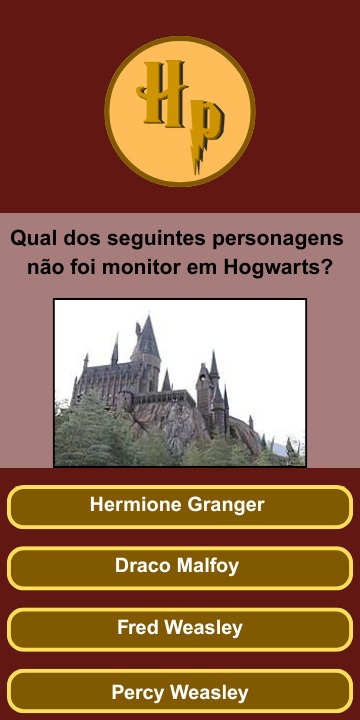 HP
Qual dos seguintes personagens
não foi monitor em Hogwarts?
Hermione Granger
Draco Malfoy
Fred Weasley
Percy Weasley